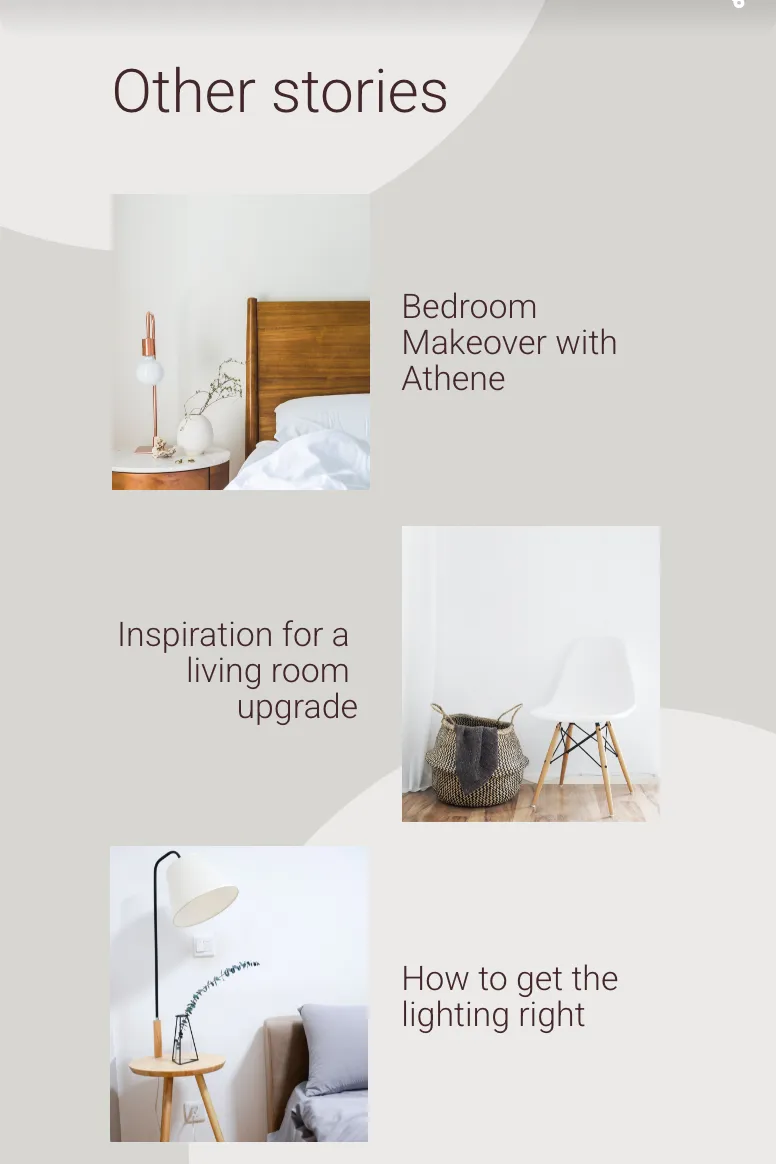 Other stories
Bedroom
Makeover with
Athene
Inspiration for a
living room
upgrade
How to get the
lighting right